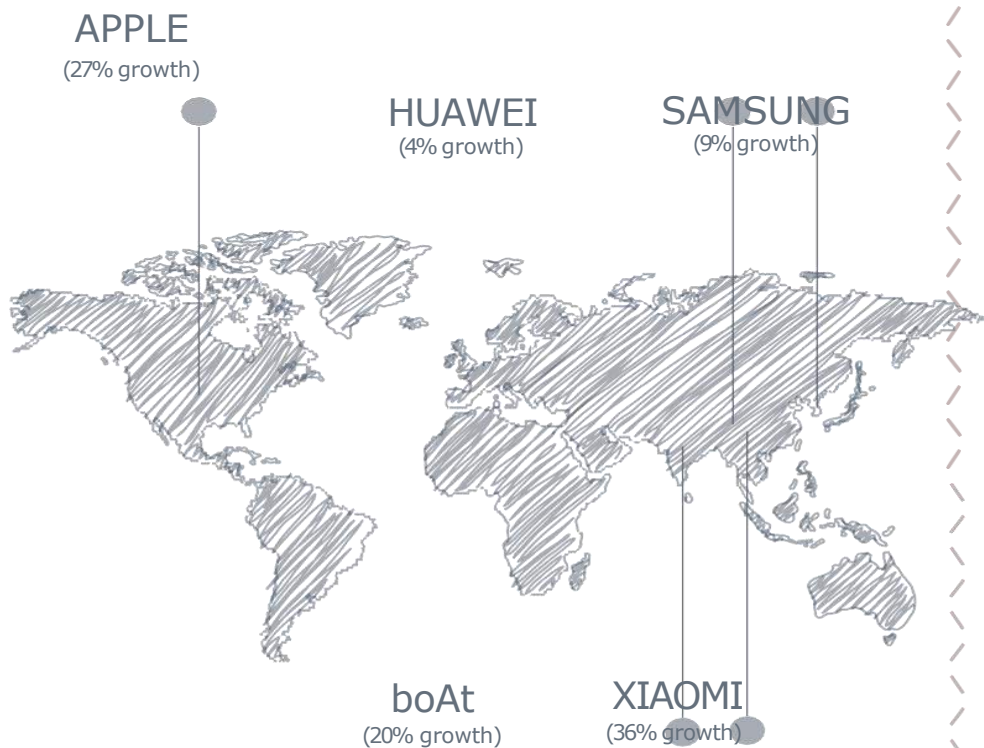 APPLE
(27% growth)
HUAWEI
(4% growth)
SAMSUNG
(9% growth)
boAt
(20% growth)
XIAOMI
(36% growth)